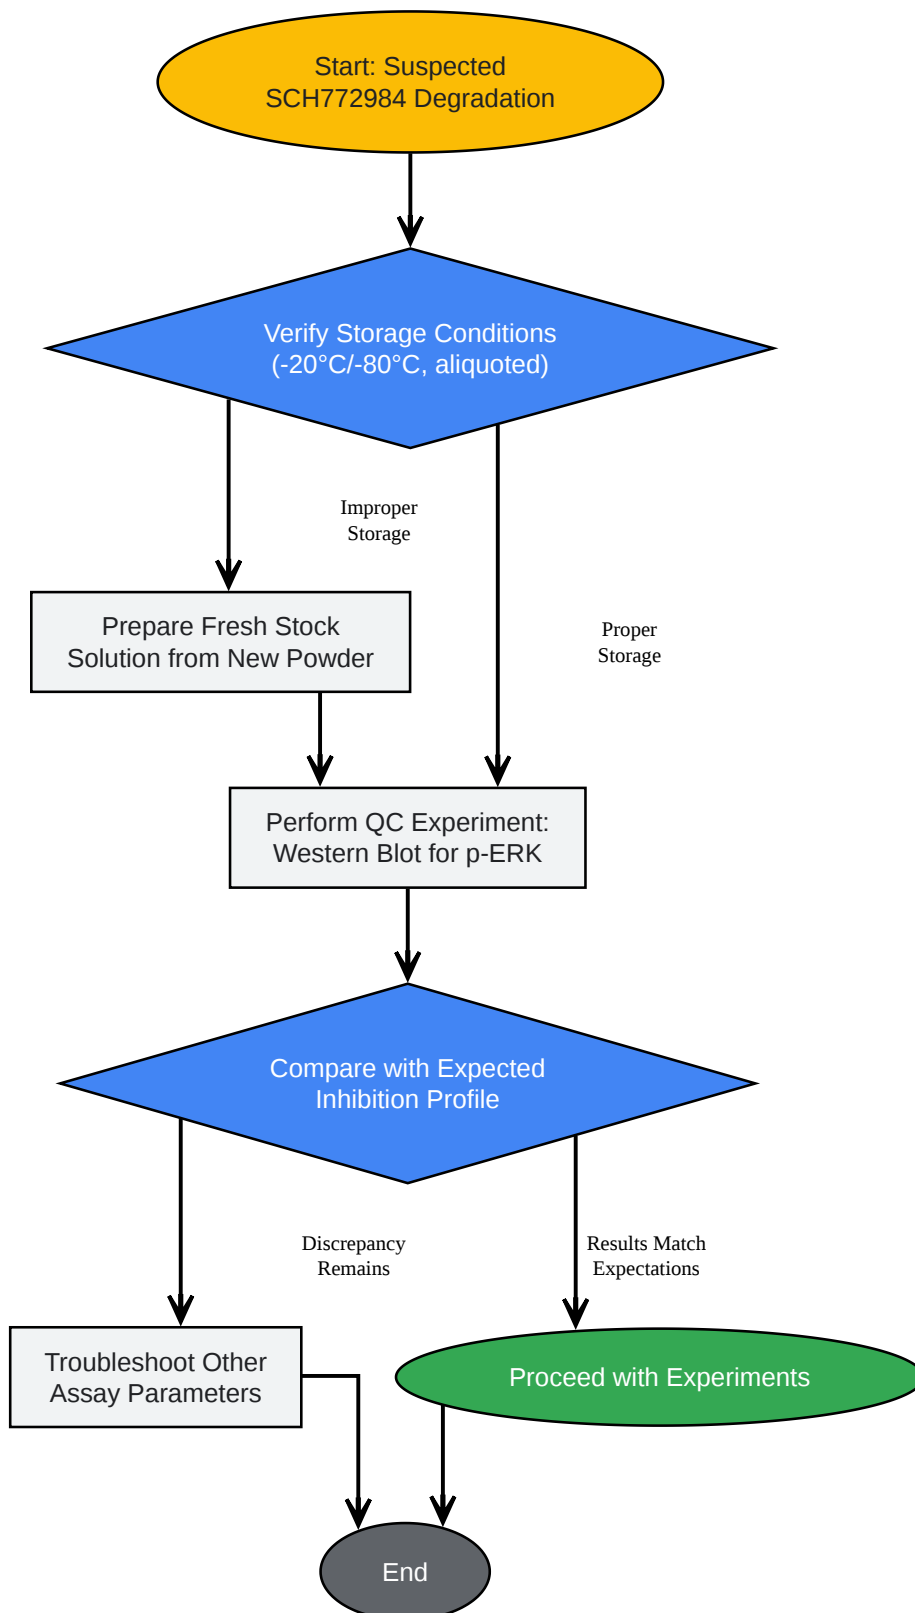 Start: Suspected
SCH772984 Degradation
Verify Storage Conditions
(-20°C/-80°C, aliquoted)
Improper
Storage
Prepare Fresh Stock
Solution from New Powder
Proper
Storage
Perform QC Experiment:
Western Blot for p-ERK
Compare with Expected
Inhibition Profile
Discrepancy
Remains
Results Match
Expectations
Troubleshoot Other
Assay Parameters
Proceed with Experiments
End